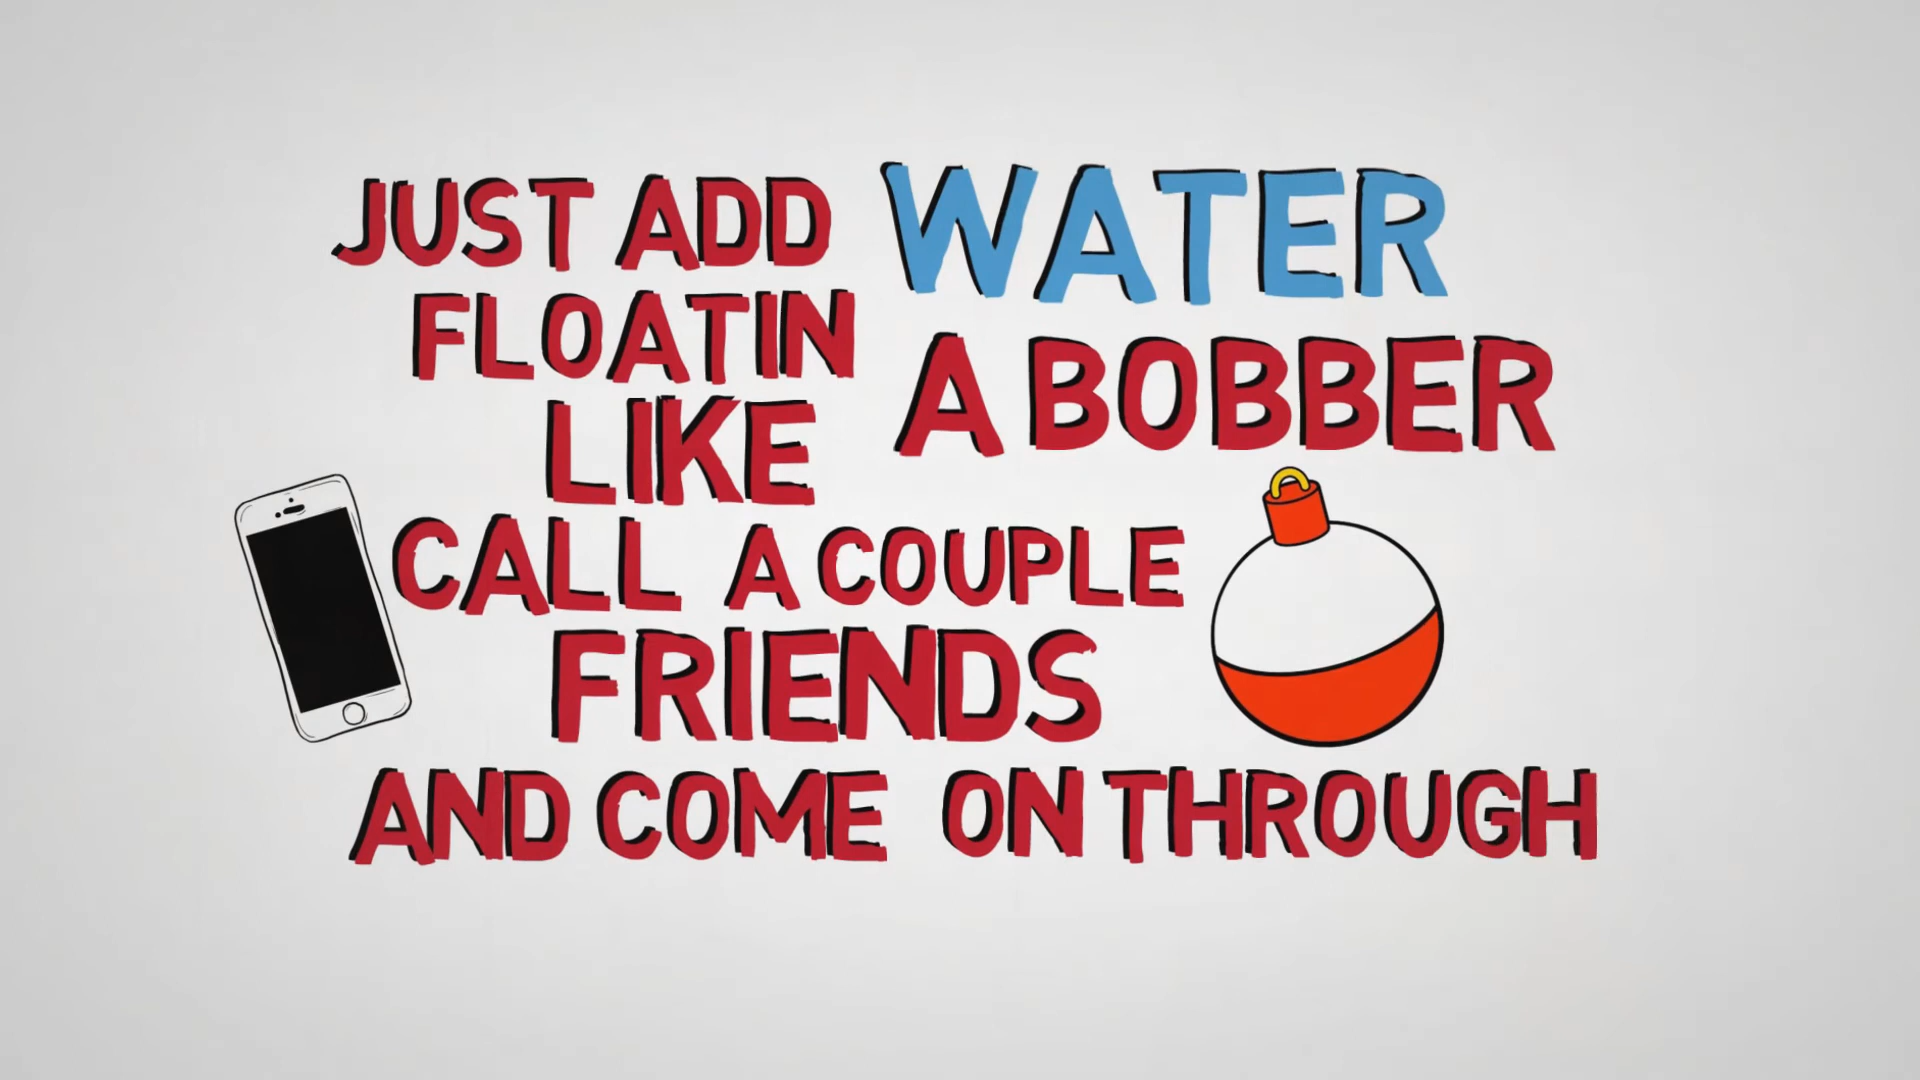 JUST ADD WATER
FLOATIN
LIKE A BOBBER
CALL A COUPLE
FRIENDS
AND COME ON THROUGH